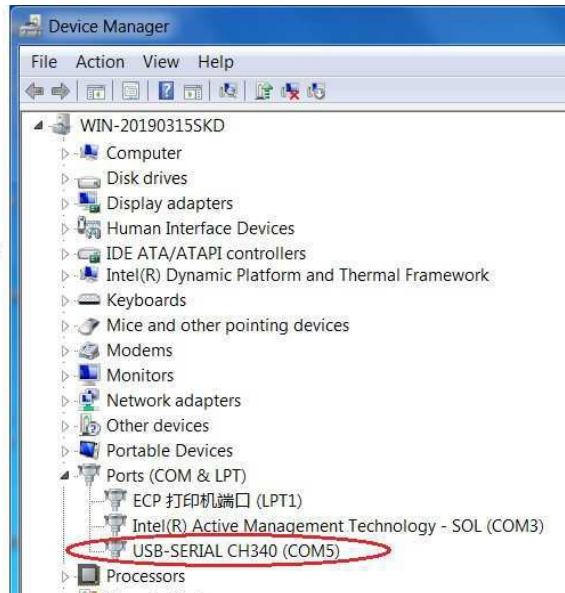 Device Manager
File Action View Help
WIN-20190315SKD
Computer
Disk drives
Display adapters
Human Interface Devices
IDE ATA/ATAPI controllers
Intel(R) Dynamic Platform and Thermal Framework
Keyboards
Mice and other pointing devices
Modems
Monitors
Network adapters
Other devices
Portable Devices
Ports (COM & LPT)
ECP 打印机端口 (LPT1)
Intel(R) Active Management Technology - SOL (COM3)
USB-SERIAL CH340 (COM5)
Processors